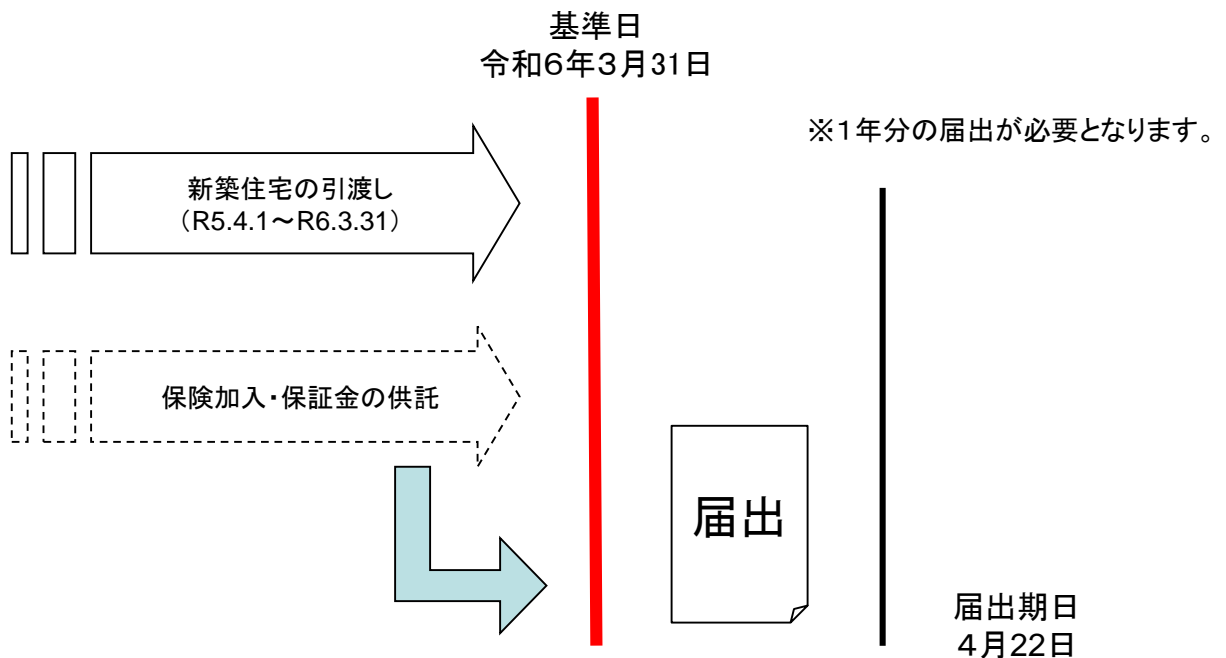 基準日
令和６年３月31日
※１年分の届出が必要となります。
新築住宅の引渡し
（R5.4.1～R6.3.31）
保険加入・保証金の供託
届出
届出期日
４月22日